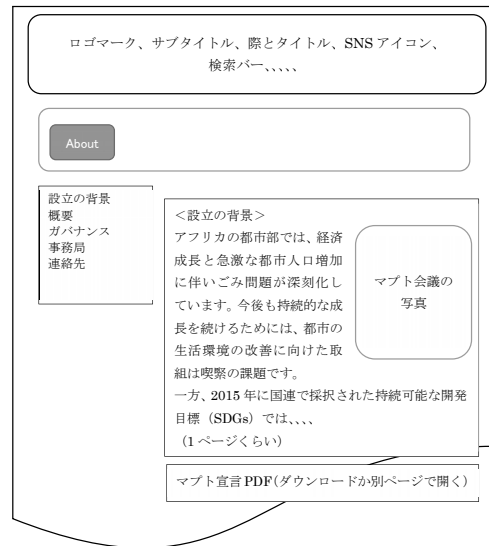 ロゴマーク、サブタイトル、際とタイトル、SNS アイコン、
検索バー、、、、、
About
設立の背景
概要
ガバナンス
事務局
連絡先
＜設立の背景＞
アフリカの都市部では、経済
成長と急激な都市人口増加
に伴いごみ問題が深刻化し
ています。今後も持続的な成
長を続けるためには、都市の
生活環境の改善に向けた取
組は喫緊の課題です。
一方、2015 年に国連で採択された持続可能な開発
目標（SDGs）では、、、、
（1 ページくらい）
マプト会議の
写真
マプト宣言 PDF（ダウンロードか別ページで開く）